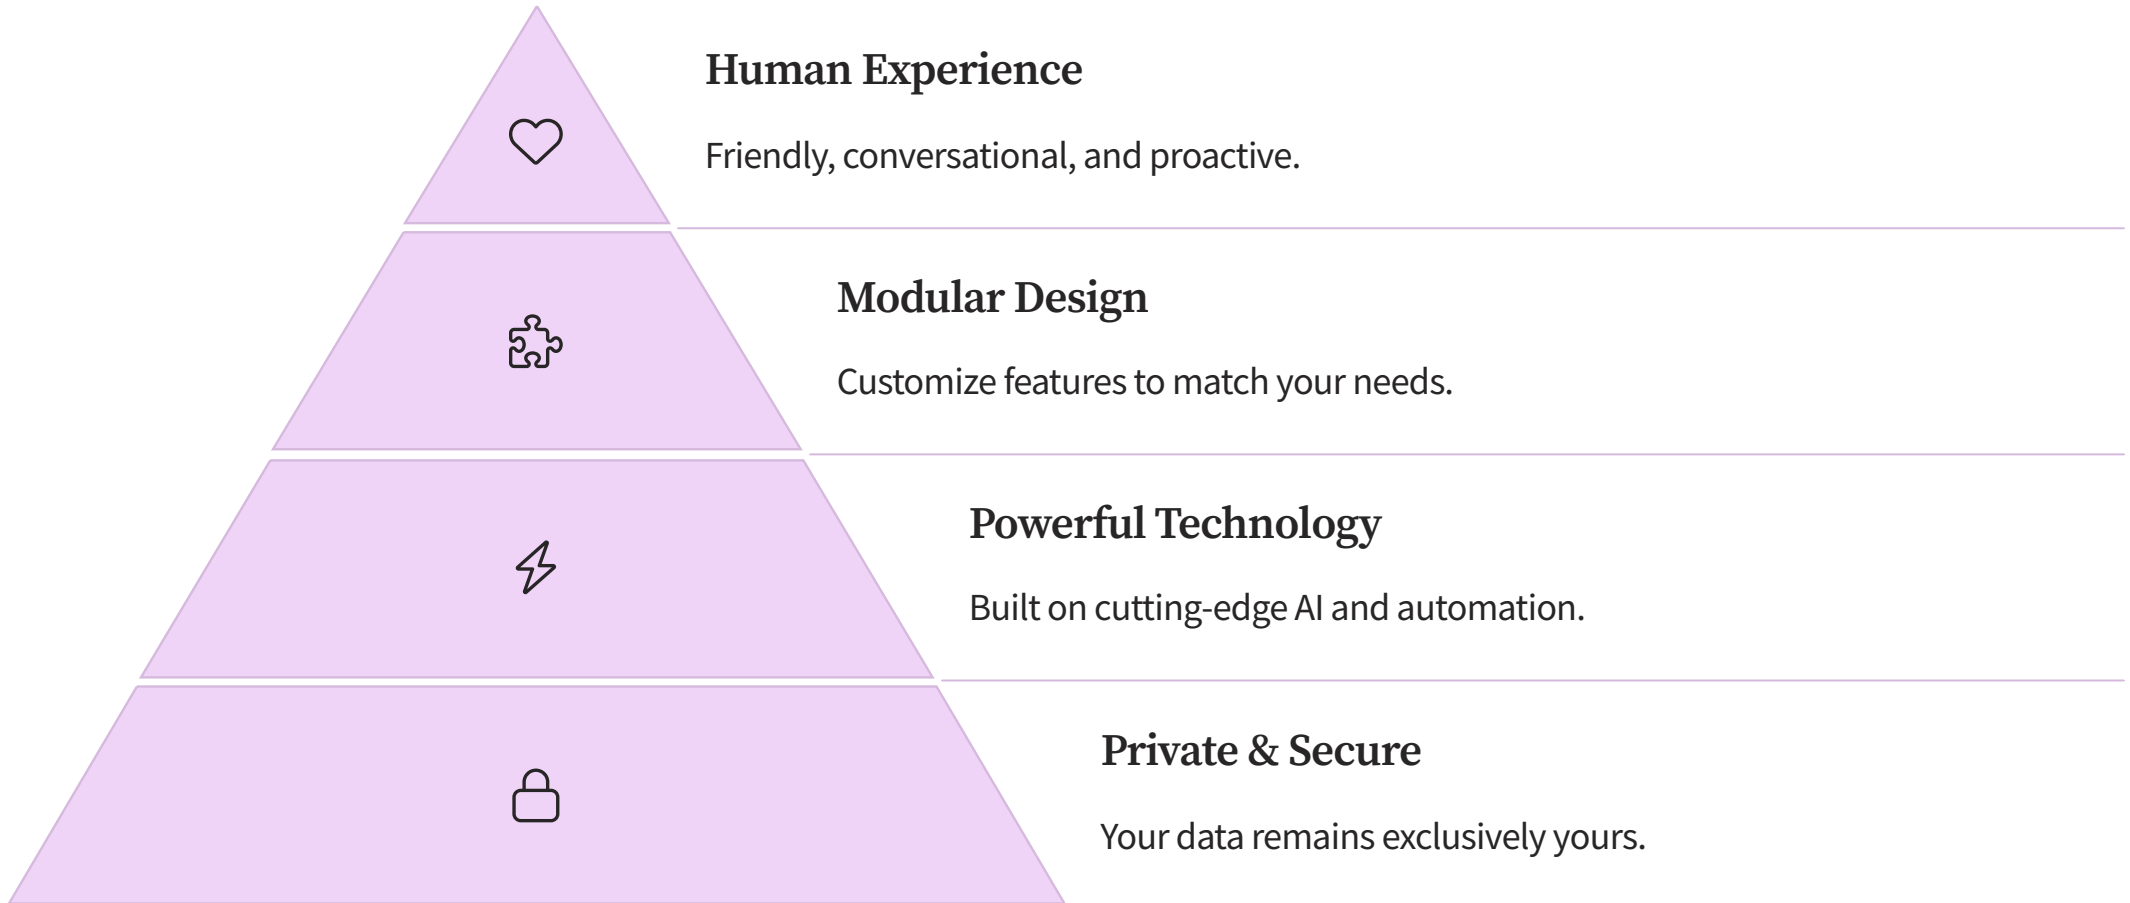 Human Experience
Friendly, conversational, and proactive.
Modular Design
Customize features to match your needs.
Powerful Technology
Built on cutting-edge AI and automation.
Private & Secure
Your data remains exclusively yours.